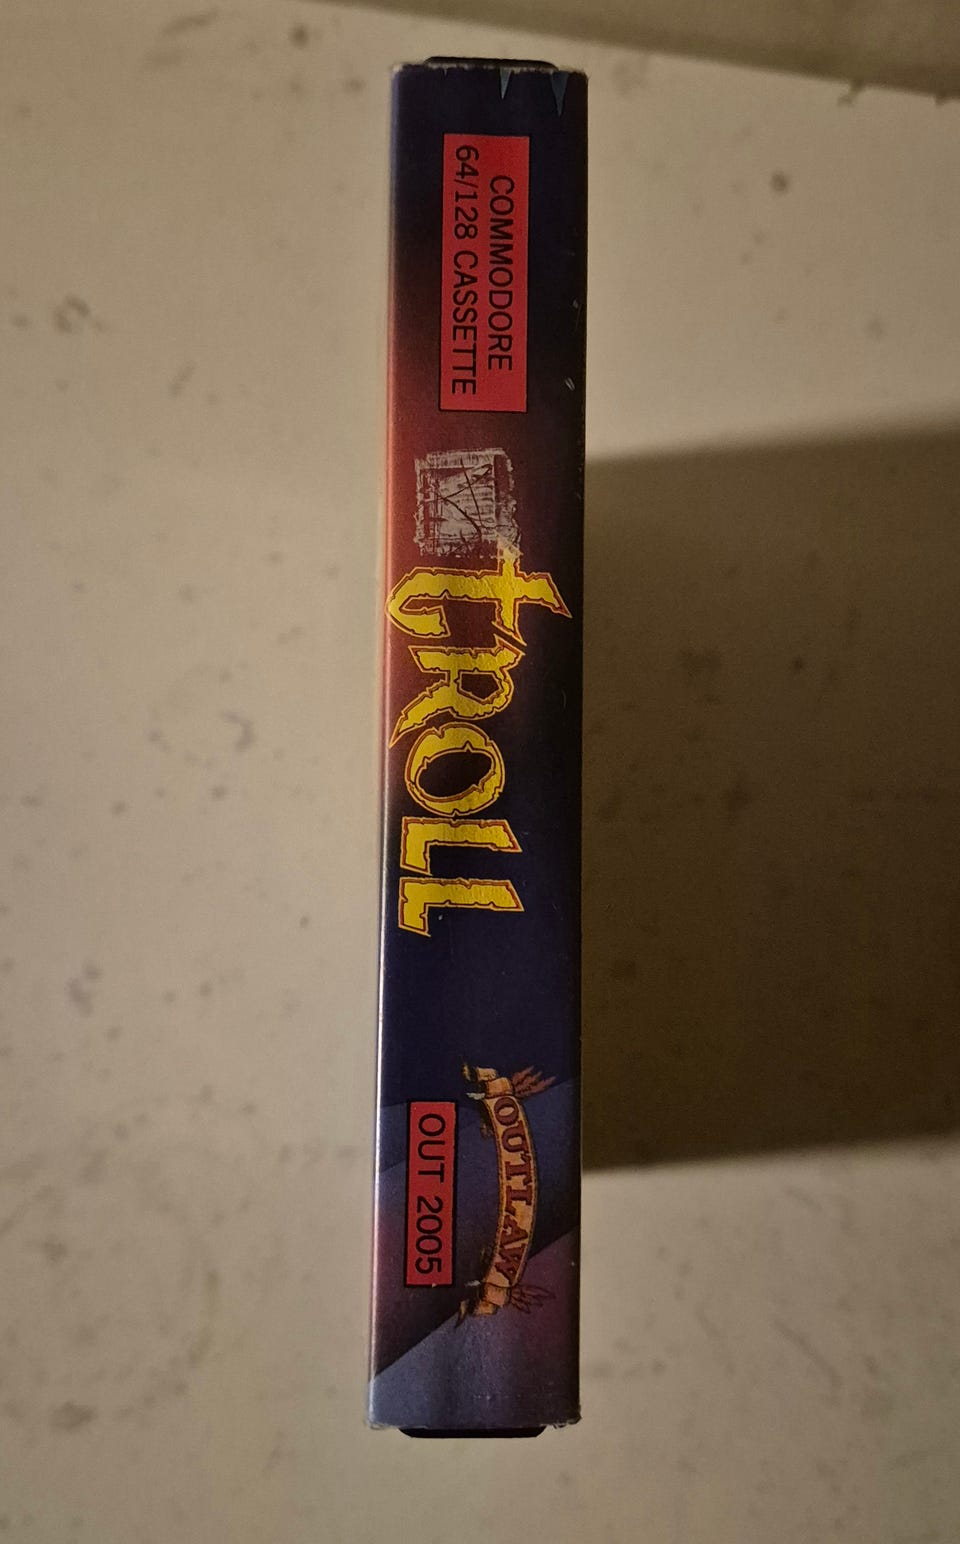 COMMODORE
64/128 CASSETTE
tROLL
OUTLAW
OUT 2005